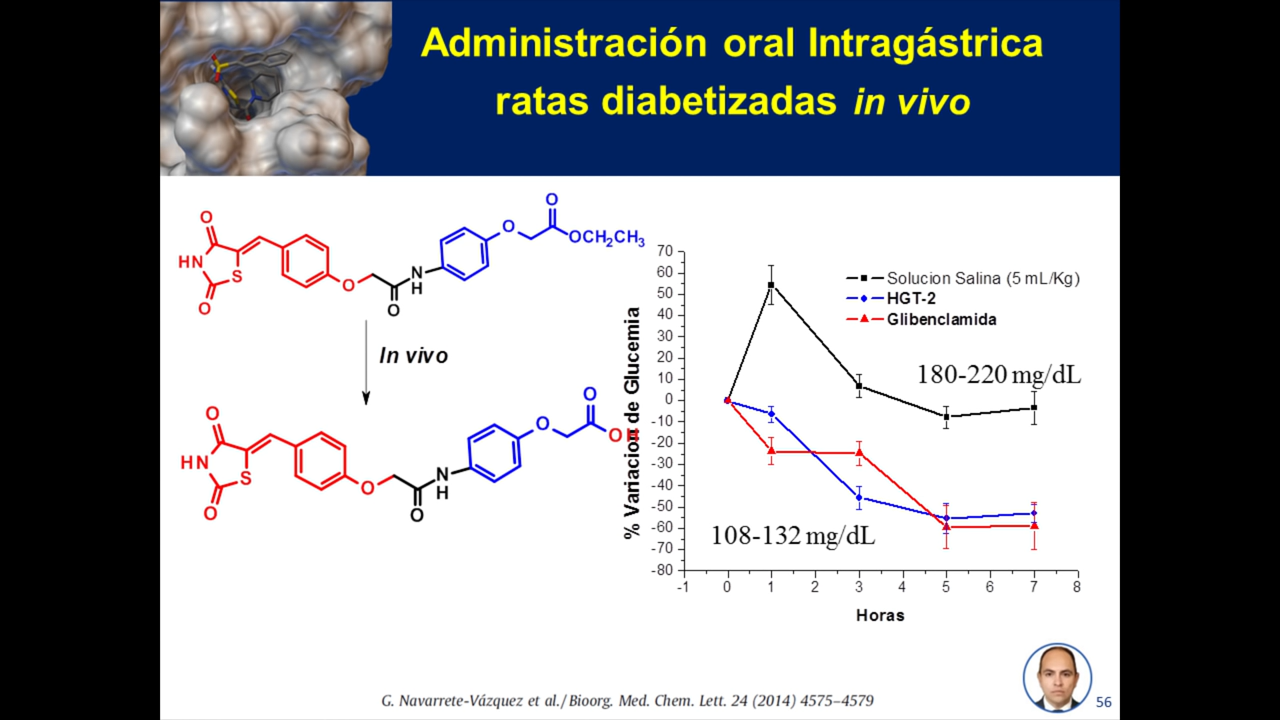 Administración oral Intragástrica
ratas diabetizadas in vivo
O
O
HN
S
O
O
O
N
H
O
O
OCH₂CH₃
In vivo
O
O
HN
S
O
O
O
N
H
O
O
% Variacion de Glucemia
70
60
50
40
30
20
10
0
-10
-20
-30
-40
-50
-60
-70
-80
Solucion Salina (5 mL/Kg)
HGT-2
Glibenclamida
180-220 mg/dL
108-132 mg/dL
-1 0 1 2 3 4 5 6 7 8
Horas
G. Navarrete-Vázquez et al./Bioorg. Med. Chem. Lett. 24 (2014) 4575–4579
56